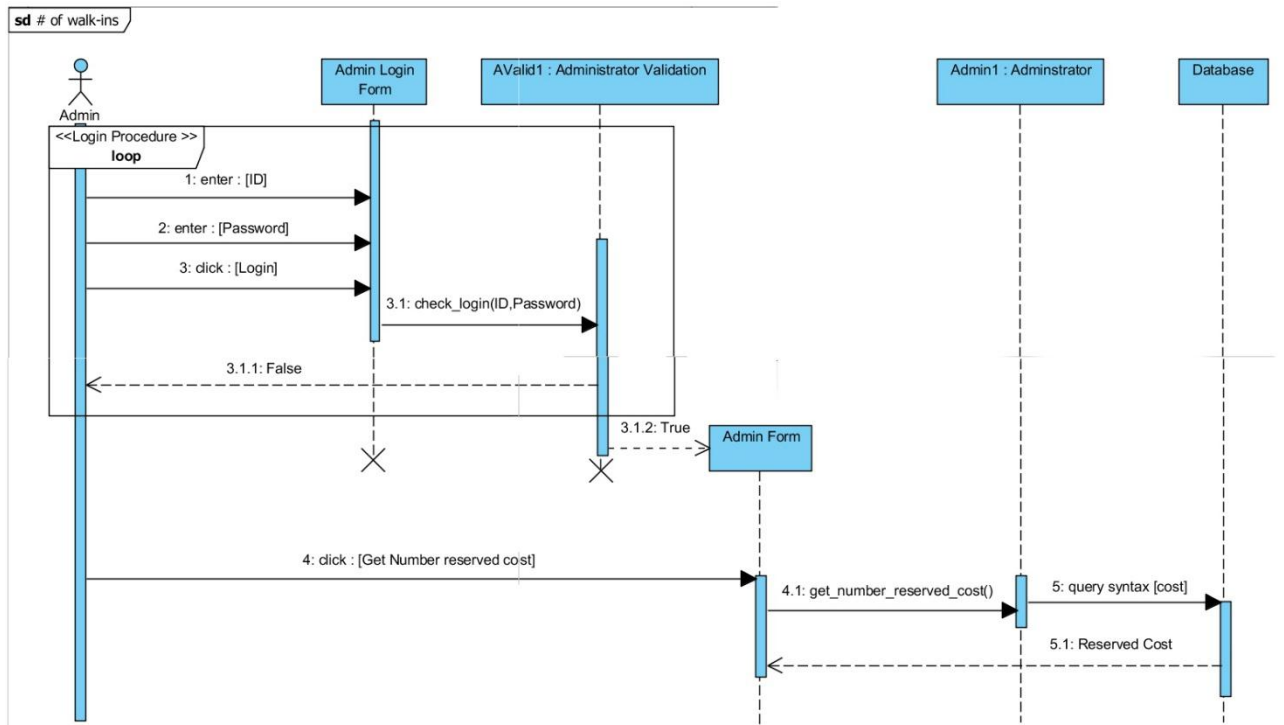 sd # of walk-ins
Admin Login
Form
AValid1 : Administrator Validation
Admin1 : Adminstrator
Database
Admin
<<Login Procedure >>
loop
1: enter : [ID]
2: enter : [Password]
3: click : [Login]
3.1: check_login(ID,Password)
3.1.1: False
3.1.2: True
Admin Form
4: click : [Get Number reserved cost]
4.1: get_number_reserved_cost()
5: query syntax [cost]
5.1: Reserved Cost